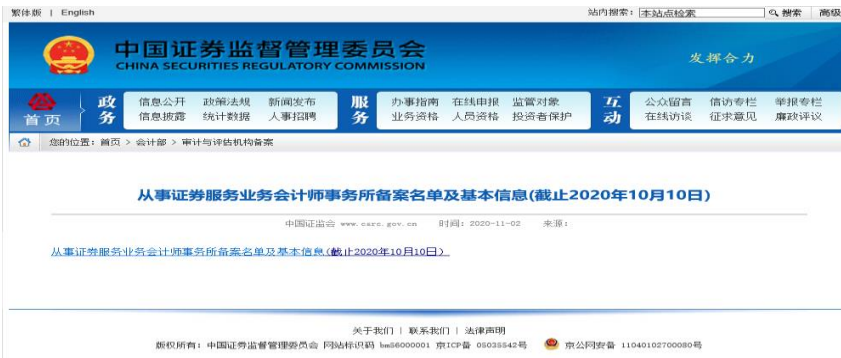 繁体版 | English 站内搜索: 本站点检索 搜索 高级
中国证券监督管理委员会
CHINA SECURITIES REGULATORY COMMISSION
发挥合力
首页
政务
信息公开 政策法规 新闻发布
信息披露 统计数据 人事招聘
服务
办事指南 在线申报 监管对象
业务资格 人员资格 投资者保护
互动
公众留言 信访专栏 举报专栏
在线访谈 征求意见 廉政评议
您的位置: 首页 > 会计部 > 审计与评估机构备案
从事证券服务业务会计师事务所备案名单及基本信息(截止2020年10月10日)
中国证监会 www.csrc.gov.cn 时间: 2020-11-02 来源:
从事证券服务业务会计师事务所备案名单及基本信息(截止2020年10月10日)
关于我们 | 联系我们 | 法律声明
版权所有: 中国证券监督管理委员会 网站标识码 bm56000001 京ICP备 05035542号 京公网安备 11040102700080号